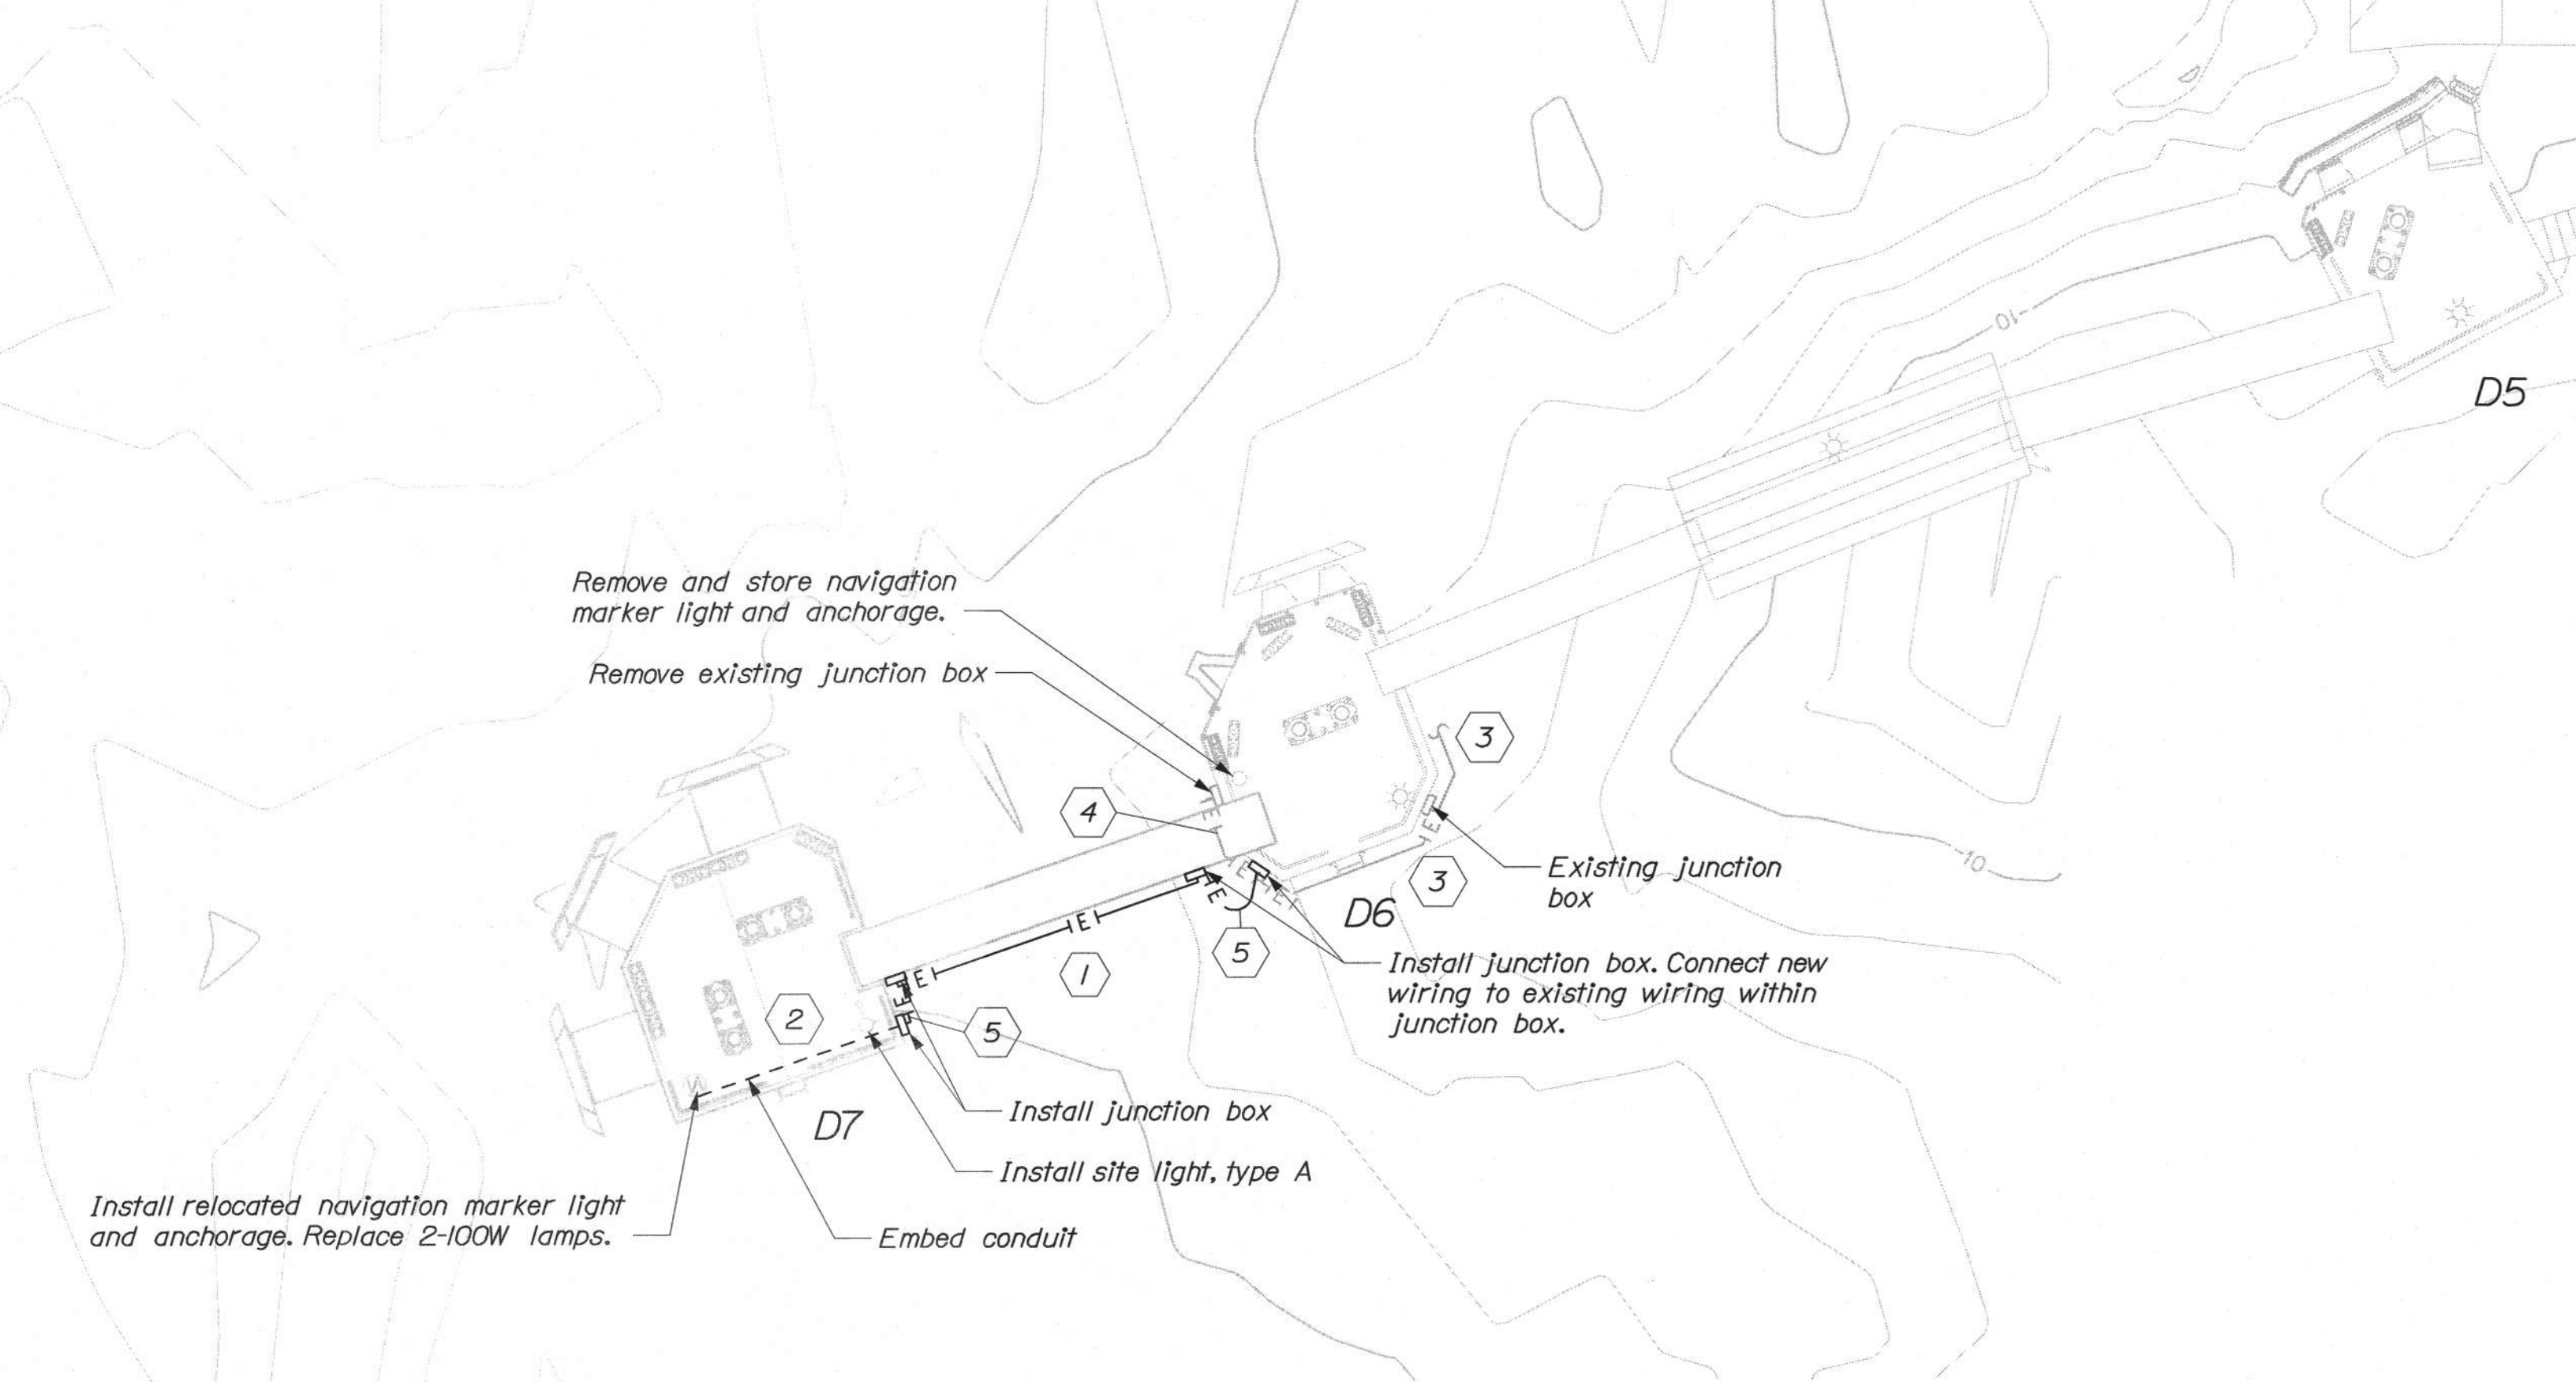 -10
D5
Remove and store navigation
marker light and anchorage.
Remove existing junction box
3
4
E
E
3
Existing junction
box
-10
E
E
E
E
D6
E
5
1
Install junction box. Connect new
wiring to existing wiring within
junction box.
E
E
2
5
W
D7
Install junction box
Install site light, type A
Install relocated navigation marker light
and anchorage. Replace 2-100W lamps.
Embed conduit